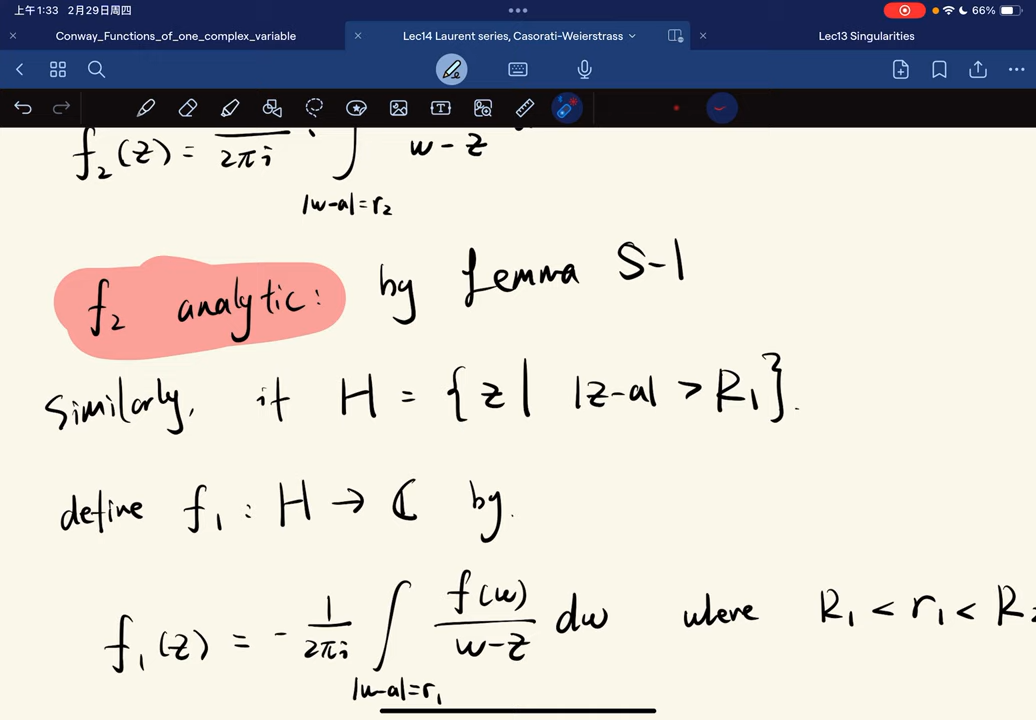 上午1:33 2月29日周四
66%
Conway_Functions_of_one_complex_variable
Lec14 Laurent series, Casorati-Weierstrass
Lec13 Singularities
f₂(z) = 1/2πi ∫ w-z
|w-a|=r₂
f₂ analytic: by Lemma S-1
similarly, if H = {z| |z-a| > R₁}.
define f₁ : H → ℂ by.
f₁(z) = - 1/2πi ∫ f(w)/w-z dw where R₁ < r₁ < R₂
|w-a|=r₁